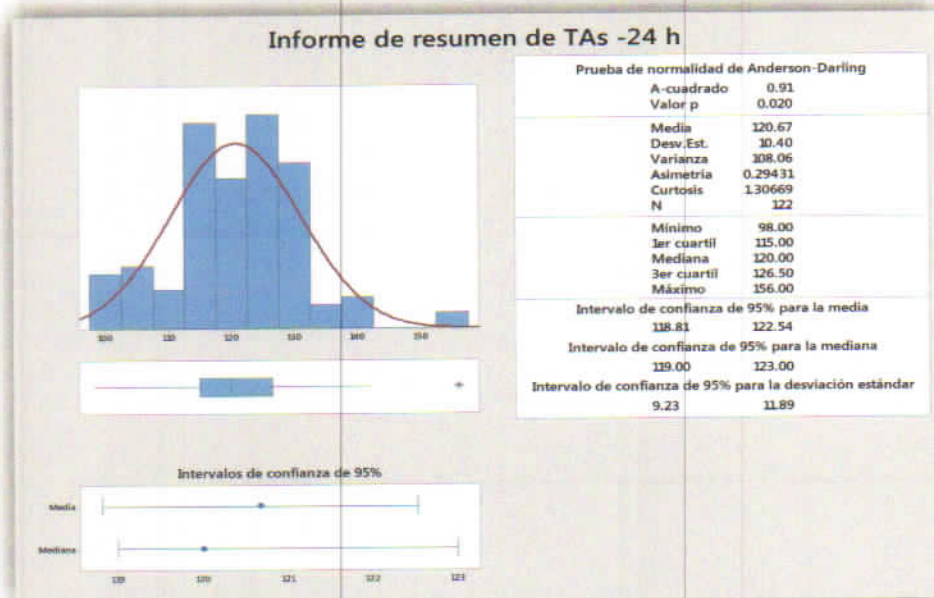 Informe de resumen de TAs -24 h
Prueba de normalidad de Anderson-Darling
A-cuadrado 0.91
Valor p 0.020
Media 120.67
Desv.Est. 10.40
Varianza 108.06
Asimetría 0.29431
Curtosis 1.30669
N 122
Mínimo 98.00
1er cuartil 115.00
Mediana 120.00
3er cuartil 126.50
Máximo 156.00
Intervalo de confianza de 95% para la media
118.81 122.54
Intervalo de confianza de 95% para la mediana
119.00 123.00
Intervalo de confianza de 95% para la desviación estándar
9.23 11.89
100 110 120 130 140 150
Intervalos de confianza de 95%
Media
Mediana
119 120 121 122 123